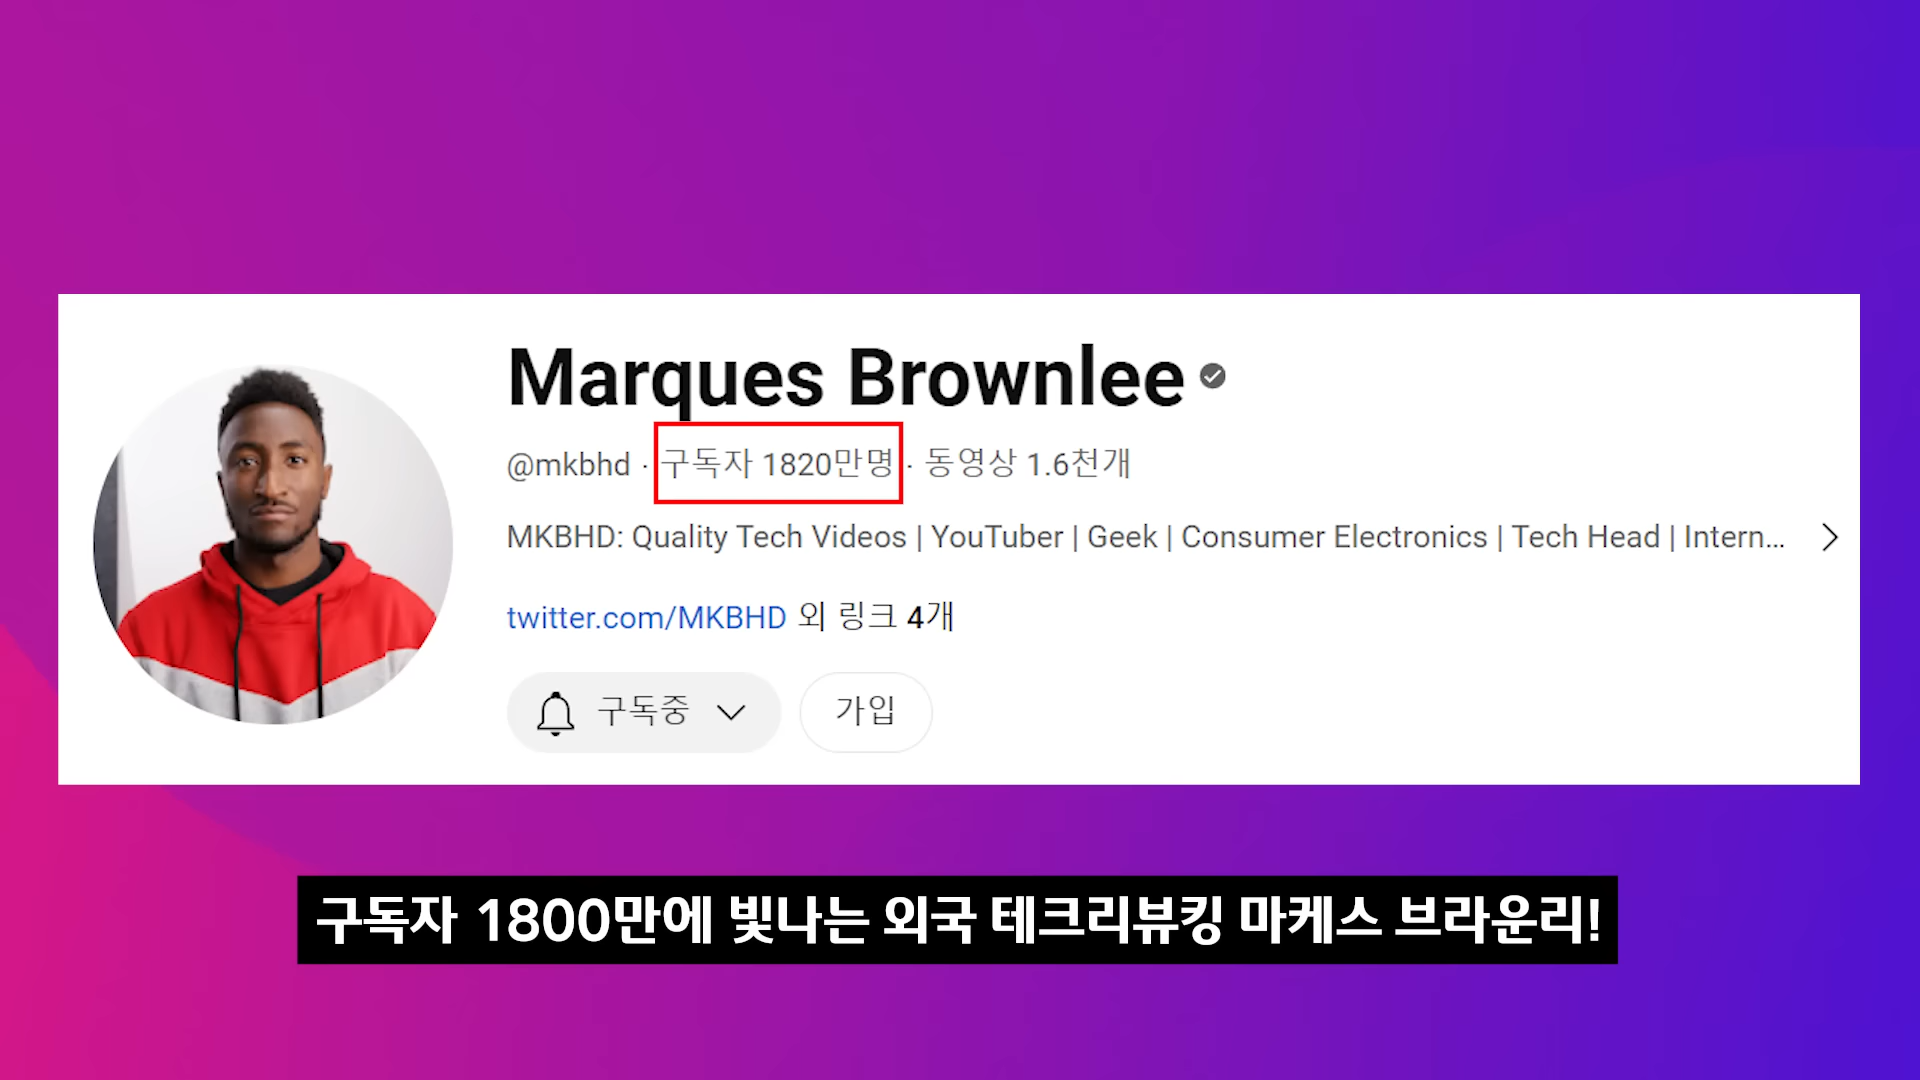 Marques Brownlee
@mkbhd · 구독자 1820만명 · 동영상 1.6천개
MKBHD: Quality Tech Videos | YouTuber | Geek | Consumer Electronics | Tech Head | Intern...
twitter.com/MKBHD 외 링크 4개
구독중 가입
구독자 1800만에 빛나는 외국 테크리뷰킹 마케스 브라운리!